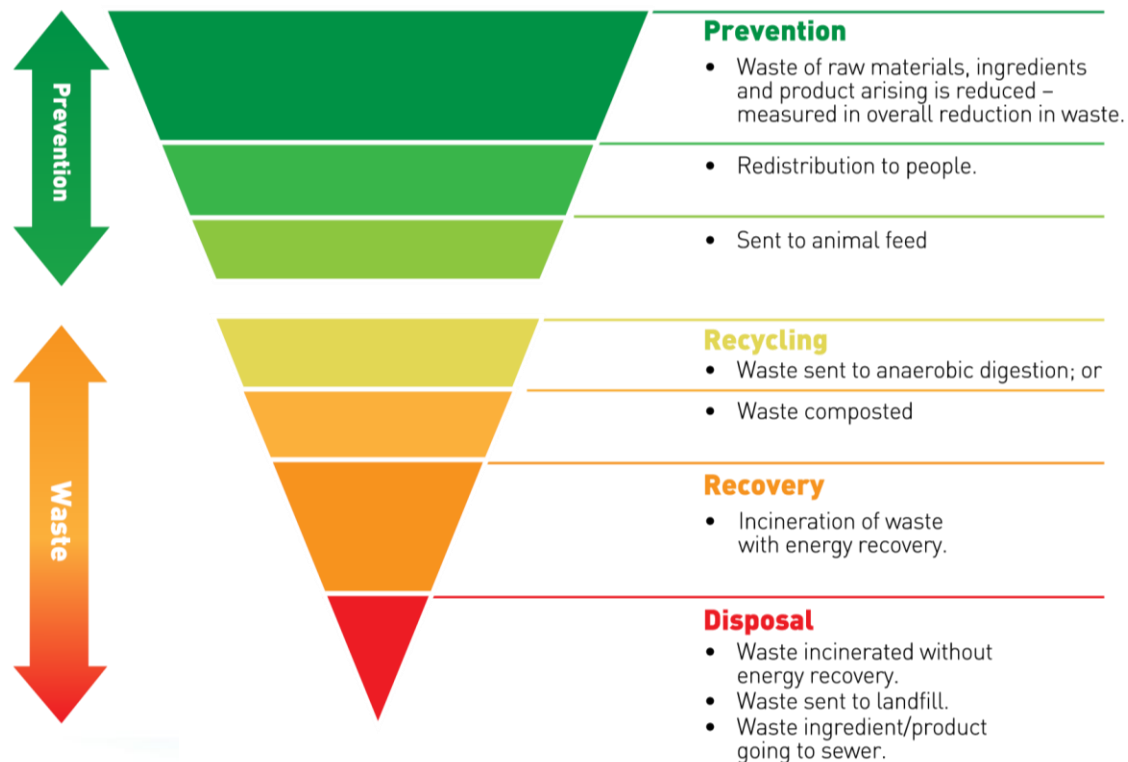 Prevention
Prevention
• Waste of raw materials, ingredients
and product arising is reduced –
measured in overall reduction in waste.
• Redistribution to people.
• Sent to animal feed
Waste
Recycling
• Waste sent to anaerobic digestion; or
• Waste composted
Recovery
• Incineration of waste
with energy recovery.
Disposal
• Waste incinerated without
energy recovery.
• Waste sent to landfill.
• Waste ingredient/product
going to sewer.